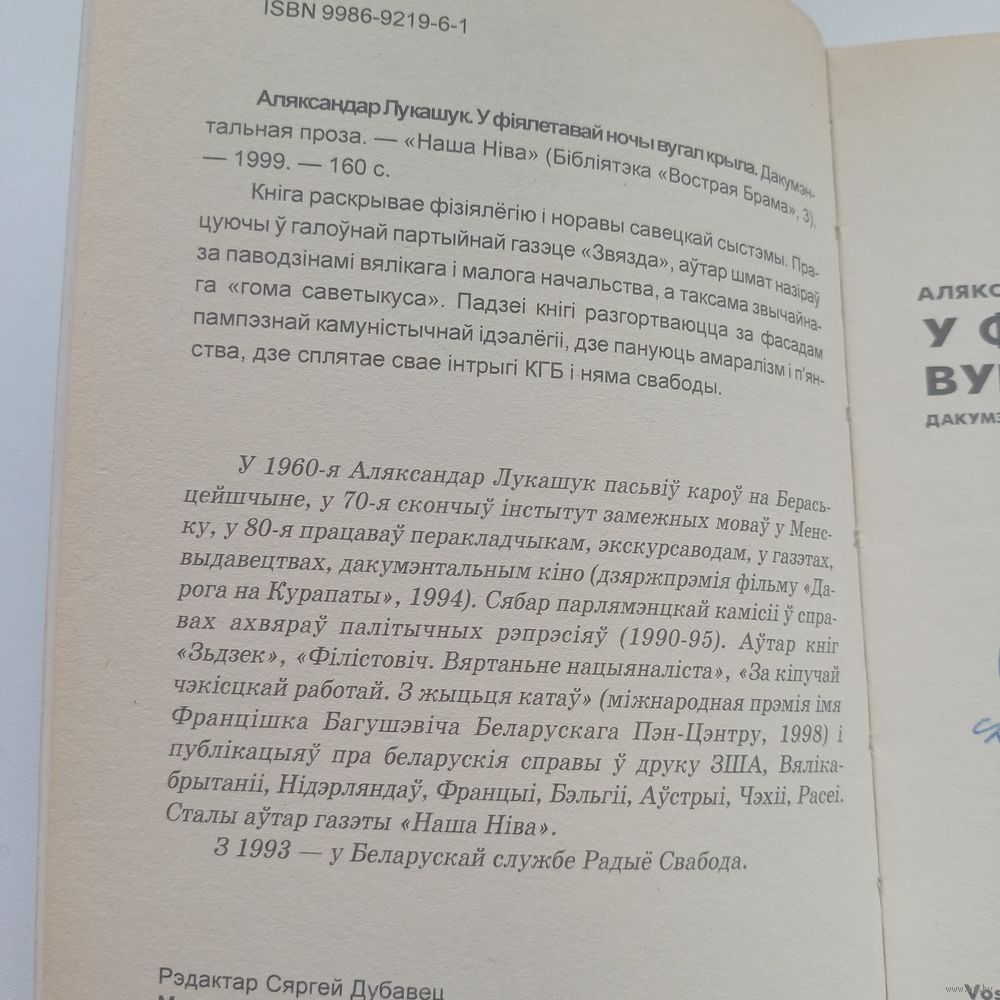 ISBN 9986-9219-6-1
Аляксандар Лукашук. У фіялетавай ночы вугал крыла. Дакумэн-
тальная проза. — «Наша Ніва» (Бібліятэка «Вострая Брама», 3),
— 1999. — 160 с.
Кніга раскрывае фізіялёгію і норавы савецкай сыстэмы. Пра-
цуючы ў галоўнай партыйнай газэце «Звязда», аўтар шмат назіраў
за паводзінамі вялікага і малога начальства, а таксама звычайна-
га «гома саветыкуса». Падзеі кнігі разгортваюцца за фасадам
пампэзнай камуністычнай ідэалёгіі, дзе пануюць амаралізм і п'ян-
ства, дзе сплятае свае інтрыгі КГБ і няма свабоды.
У 1960-я Аляксандар Лукашук пасьвіў кароў на Берась-
цейшчыне, у 70-я скончыў інстытут замежных моваў у Менс-
ку, у 80-я працаваў перакладчыкам, экскурсаводам, у газэтах,
выдавецтвах, дакумэнтальным кіно (дзяржпрэмія фільму «Да-
рога на Курапаты», 1994). Сябар парлямэнцкай камісіі ў спра-
вах ахвяраў палітычных рэпрэсіяў (1990-95). Аўтар кніг
«Зьдзек», «Філістовіч. Вяртаньне нацыяналіста», «За кіпучай
чэкісцкай работай. З жыцьця катаў» (міжнародная прэмія імя
Францішка Багушэвіча Беларускага Пэн-Цэнтру, 1998) і
публікацыяў пра беларускія справы ў друку ЗША, Вяліка-
брытаніі, Нідэрляндаў, Францыі, Бэльгіі, Аўстрыі, Чэхіі, Расеі.
Сталы аўтар газэты «Наша Ніва».
З 1993 — у Беларускай службе Радыё Свабода.
Рэдактар Сяргей Дубавец
АЛЯКС
У Ф
ВУ
ДАКУМЭ
Vos